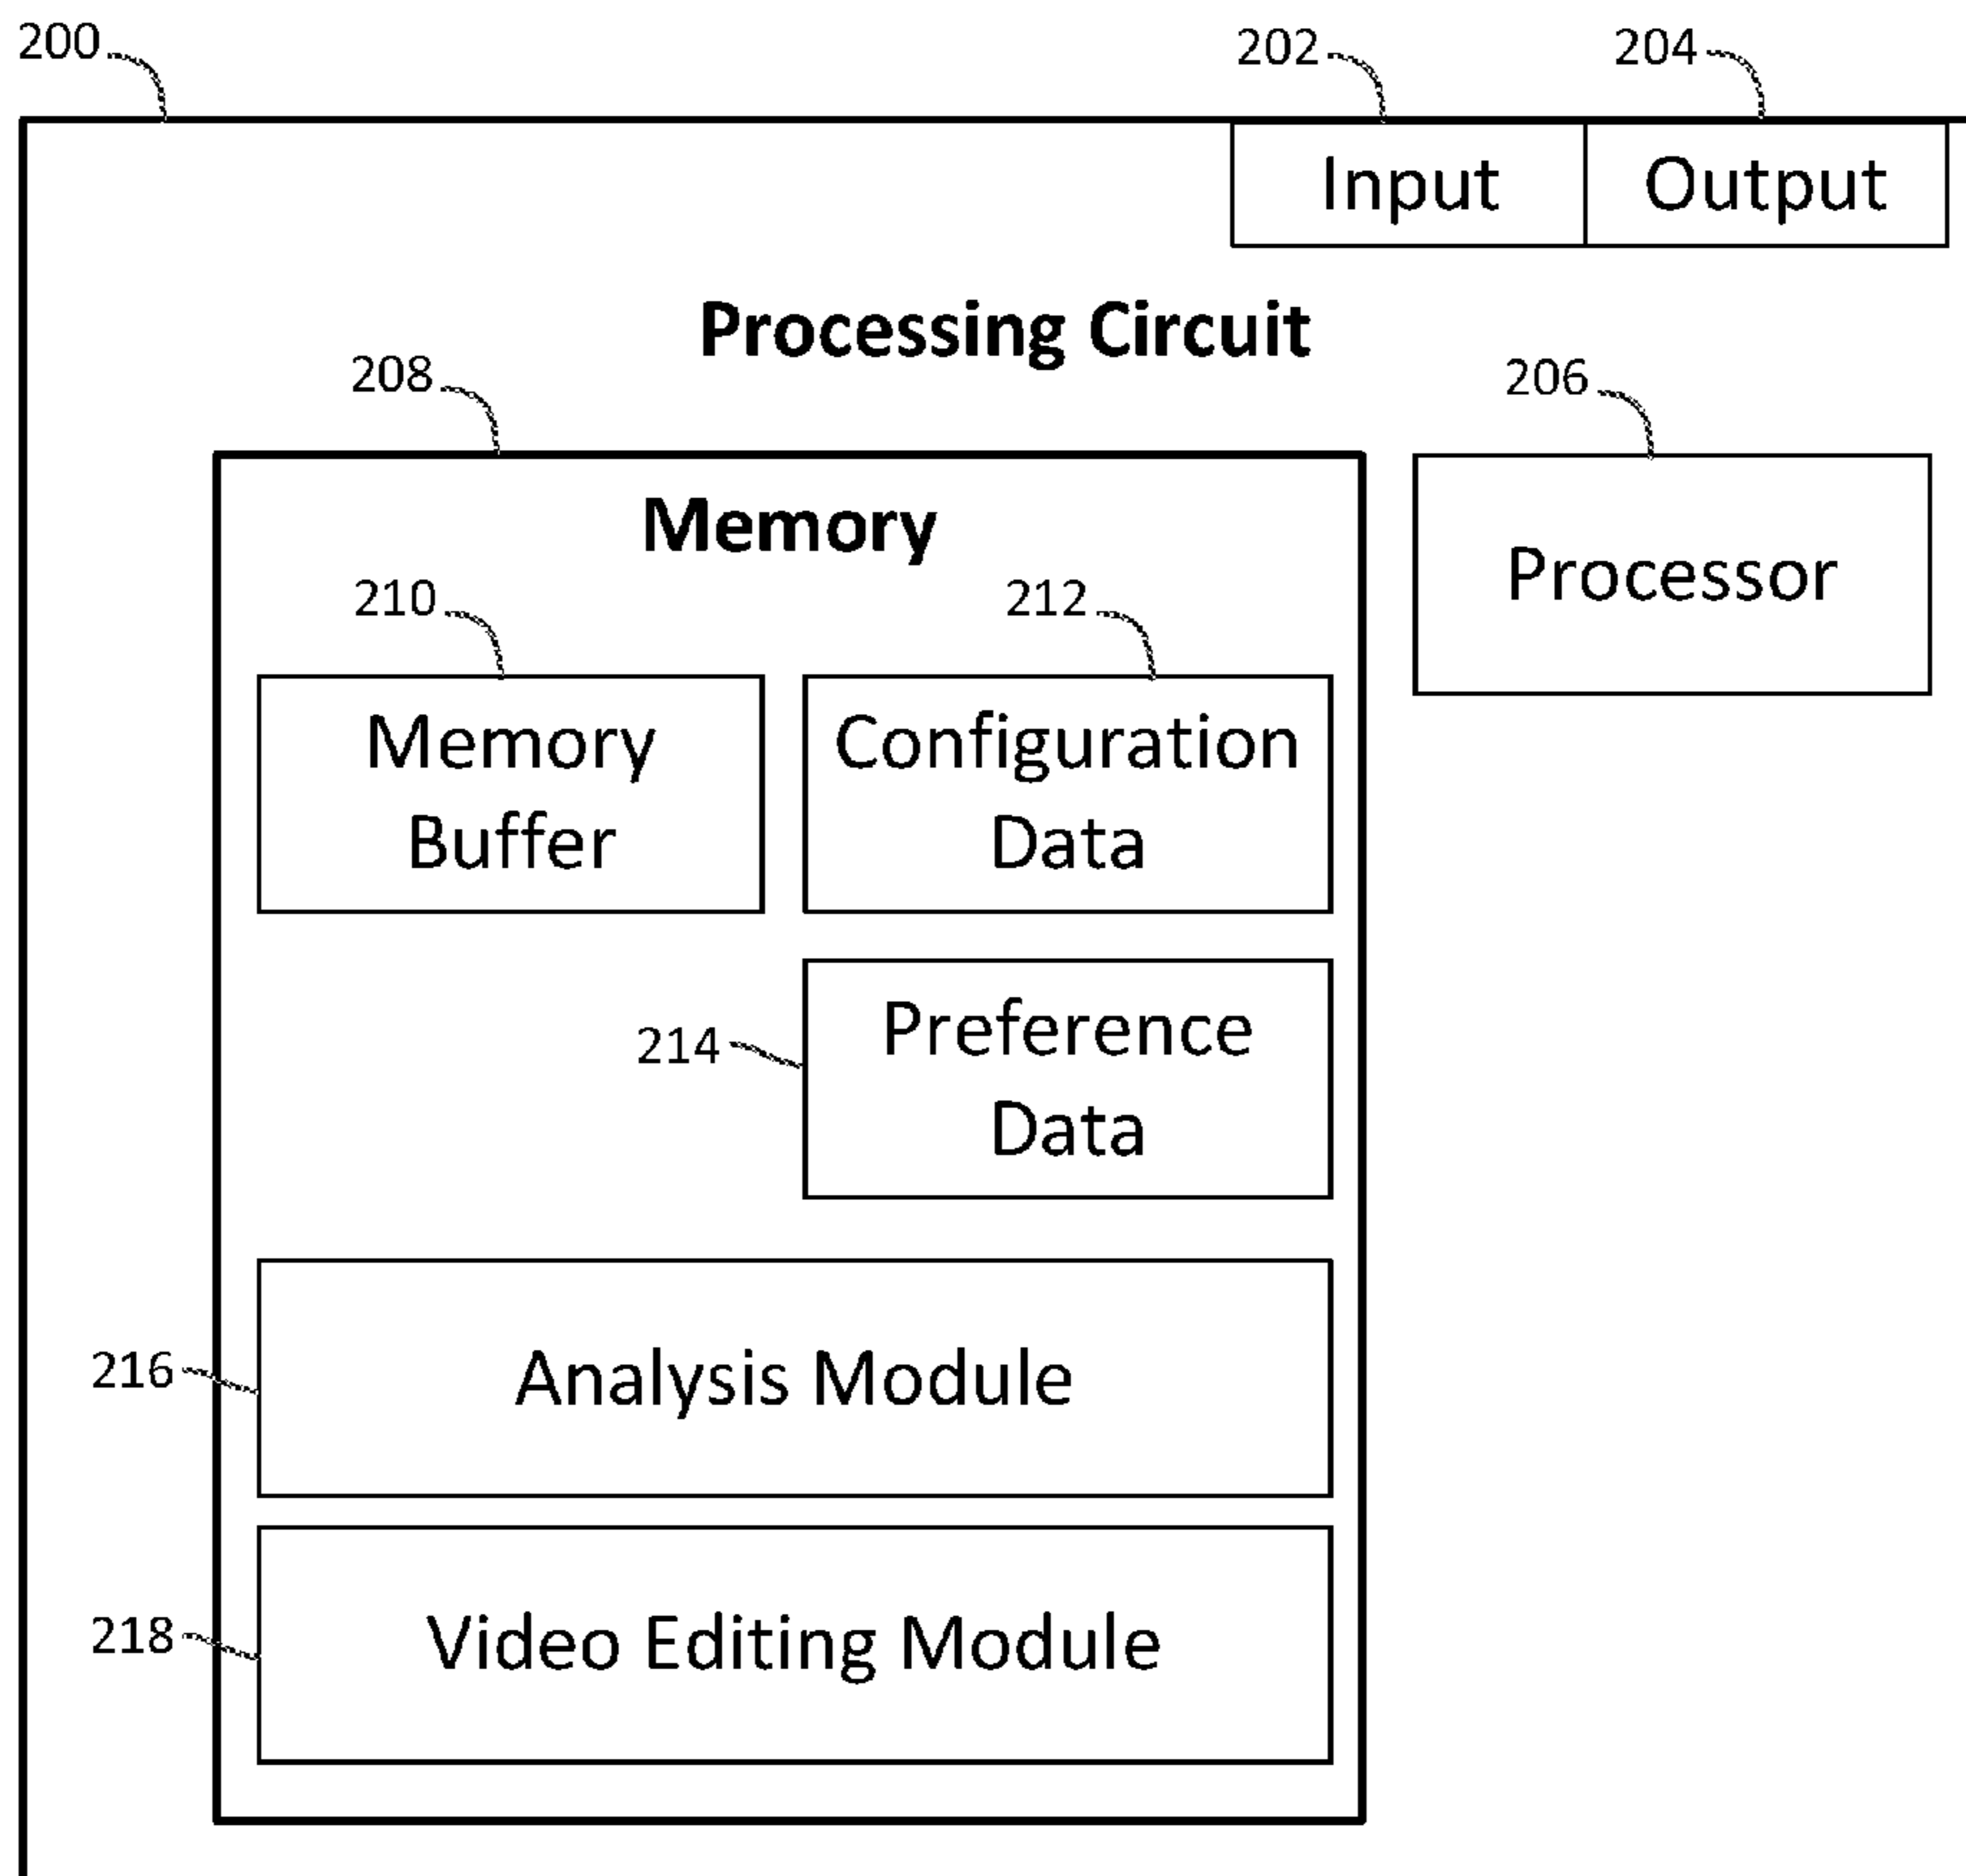 200
202
204
Input
Output
Processing Circuit
208
206
Memory
Processor
210
212
Memory
Buffer
Configuration
Data
214
Preference
Data
216
Analysis Module
218
Video Editing Module